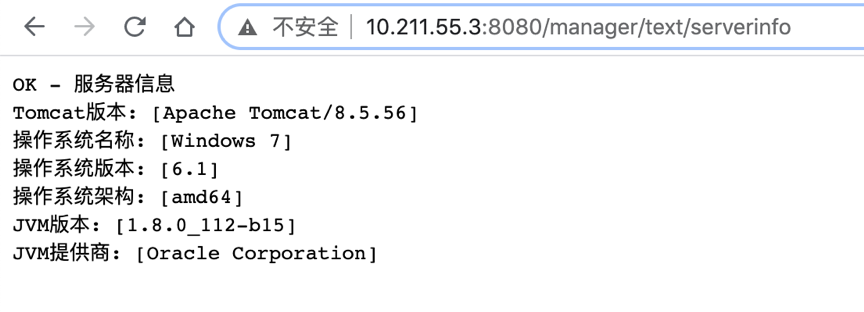 不安全 | 10.211.55.3:8080/manager/text/serverinfo
OK - 服务器信息
Tomcat版本: [Apache Tomcat/8.5.56]
操作系统名称: [Windows 7]
操作系统版本: [6.1]
操作系统架构: [amd64]
JVM版本: [1.8.0_112-b15]
JVM提供商: [Oracle Corporation]